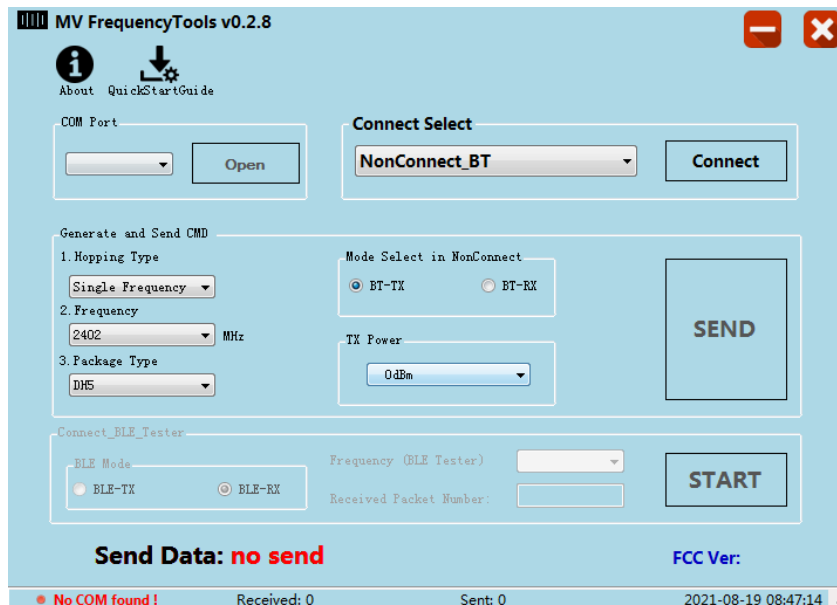 MV FrequencyTools v0.2.8
About QuickStartGuide
COM Port
Open
Connect Select
NonConnect_BT
Connect
Generate and Send CMD
1. Hopping Type
Single Frequency
2. Frequency
2402 MHz
3. Package Type
DH5
Mode Select in NonConnect
BT-TX BT-RX
TX Power
0dBm
SEND
Connect_BLE_Tester
BLE Mode
BLE-TX BLE-RX
Frequency (BLE Tester)
Received Packet Number:
START
Send Data: no send
FCC Ver:
No COM found ! Received: 0 Sent: 0 2021-08-19 08:47:14